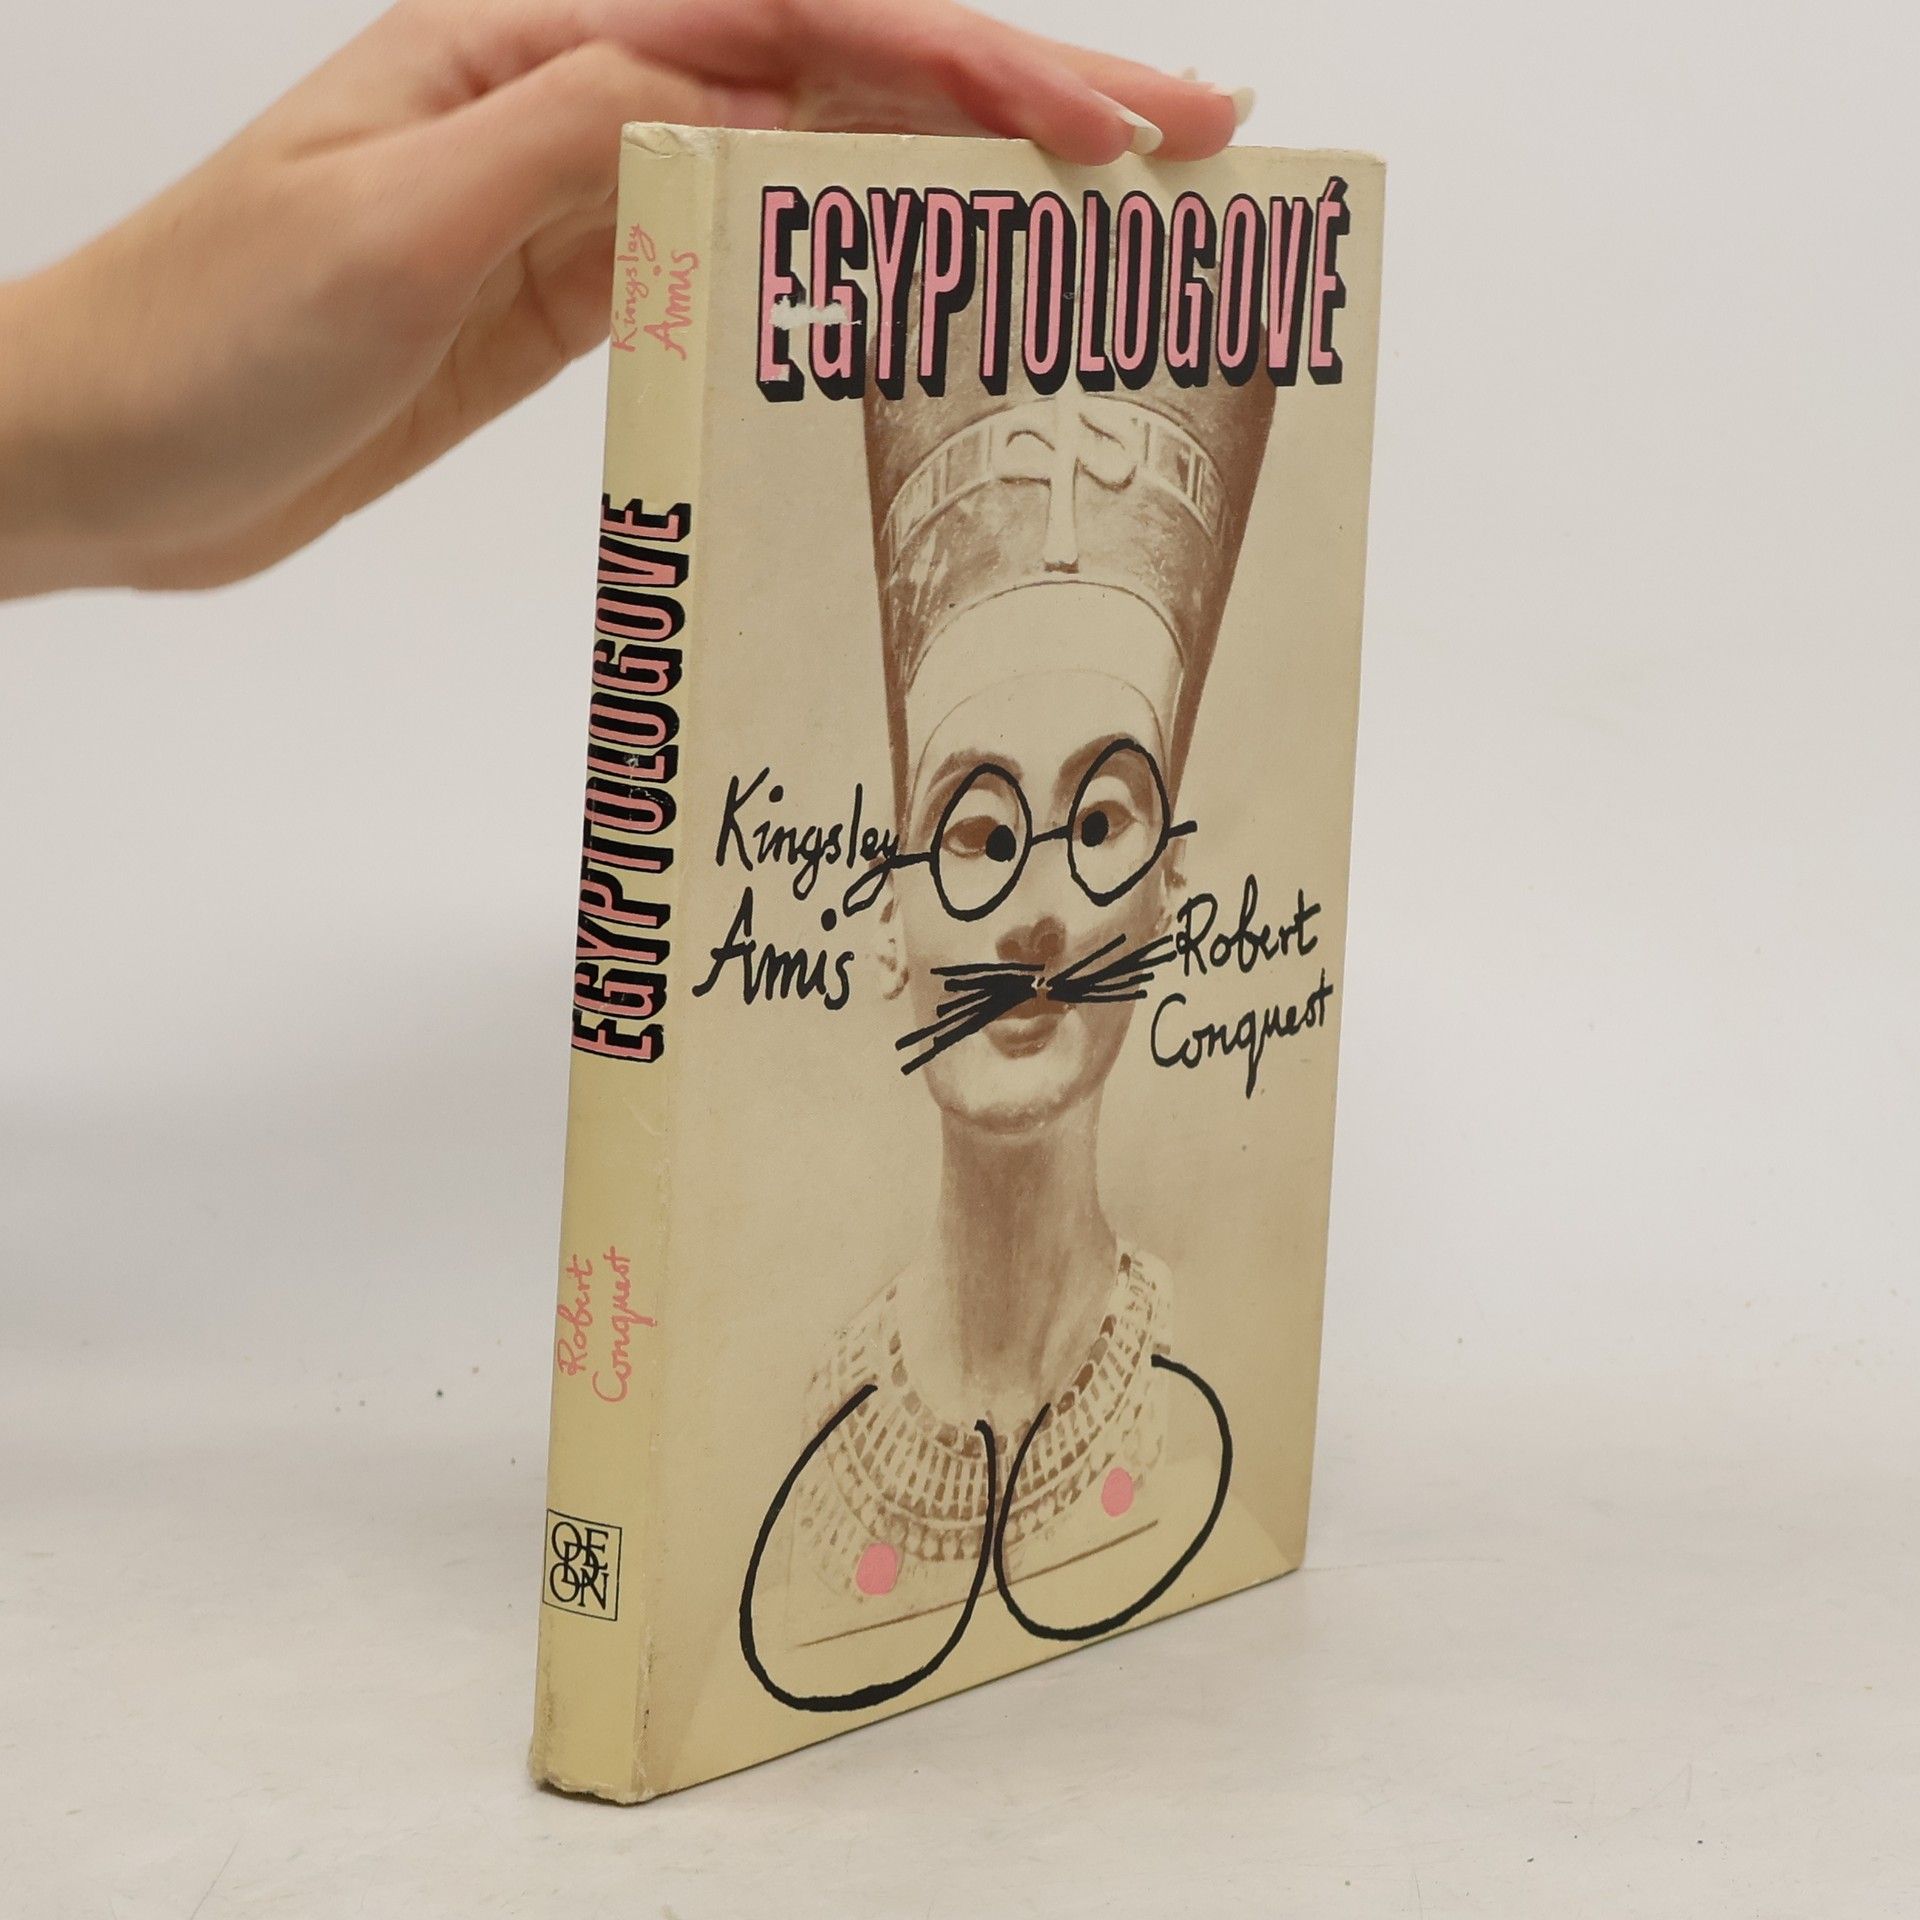 EGYPTOLOGOVÉ
Kingsley
Amis
Robert
Conquest
Kingsley
Amis
EGYPTOLOGOVÉ
Robert
Conquest
ODEON